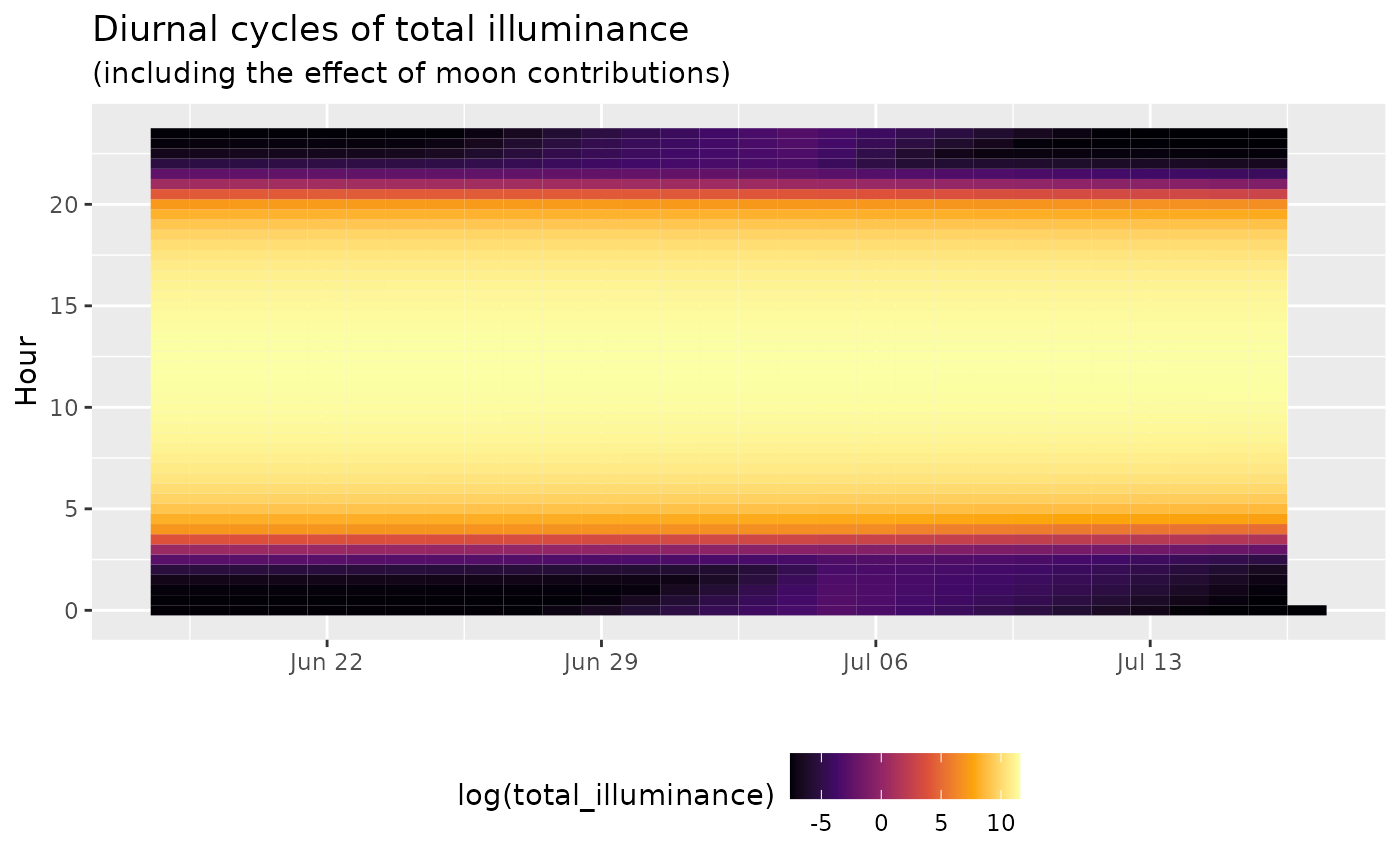 Diurnal cycles of total illuminance
(including the effect of moon contributions)
Hour
20
15
10
5
0
Jun 22 Jun 29 Jul 06 Jul 13
log(total_illuminance)
-5 0 5 10